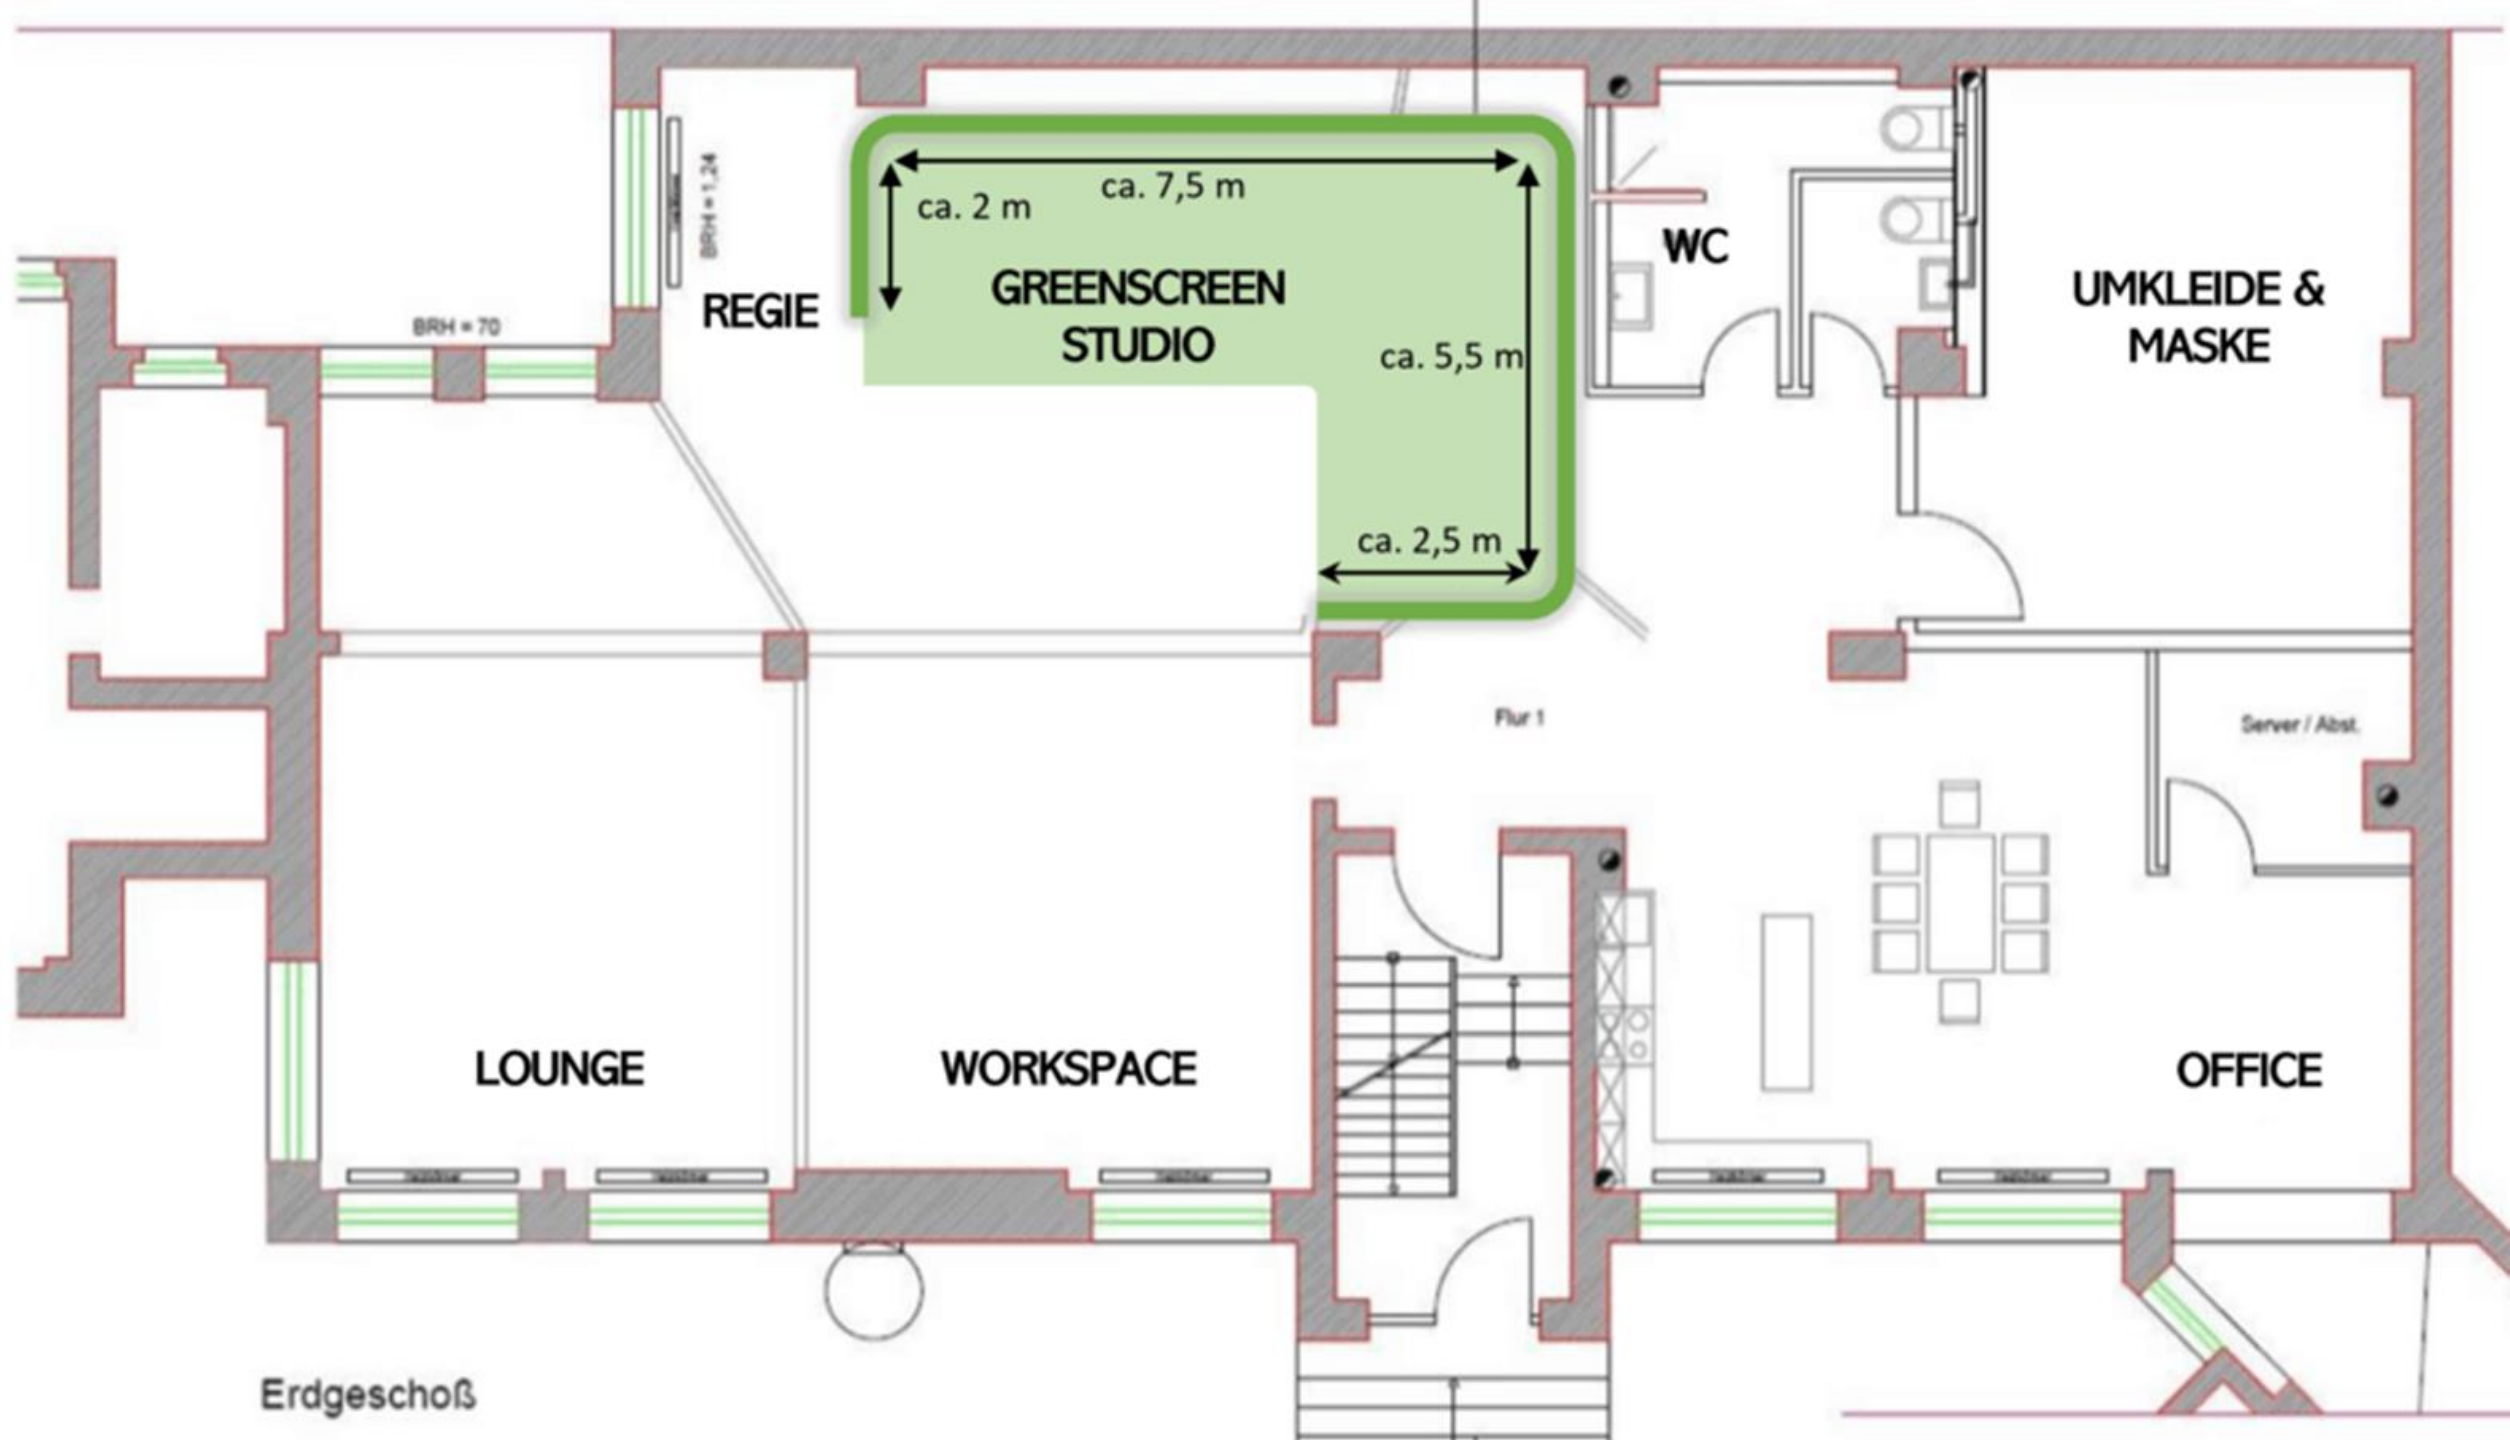 ca. 7,5 m
ca. 2 m
BRH = 1,24
WC
GREENSCREEN
STUDIO
REGIE
UMKLEIDE &
MASKE
BRH = 70
ca. 5,5 m
ca. 2,5 m
Flur 1
Server / Abst.
LOUNGE
WORKSPACE
OFFICE
Erdgeschoß